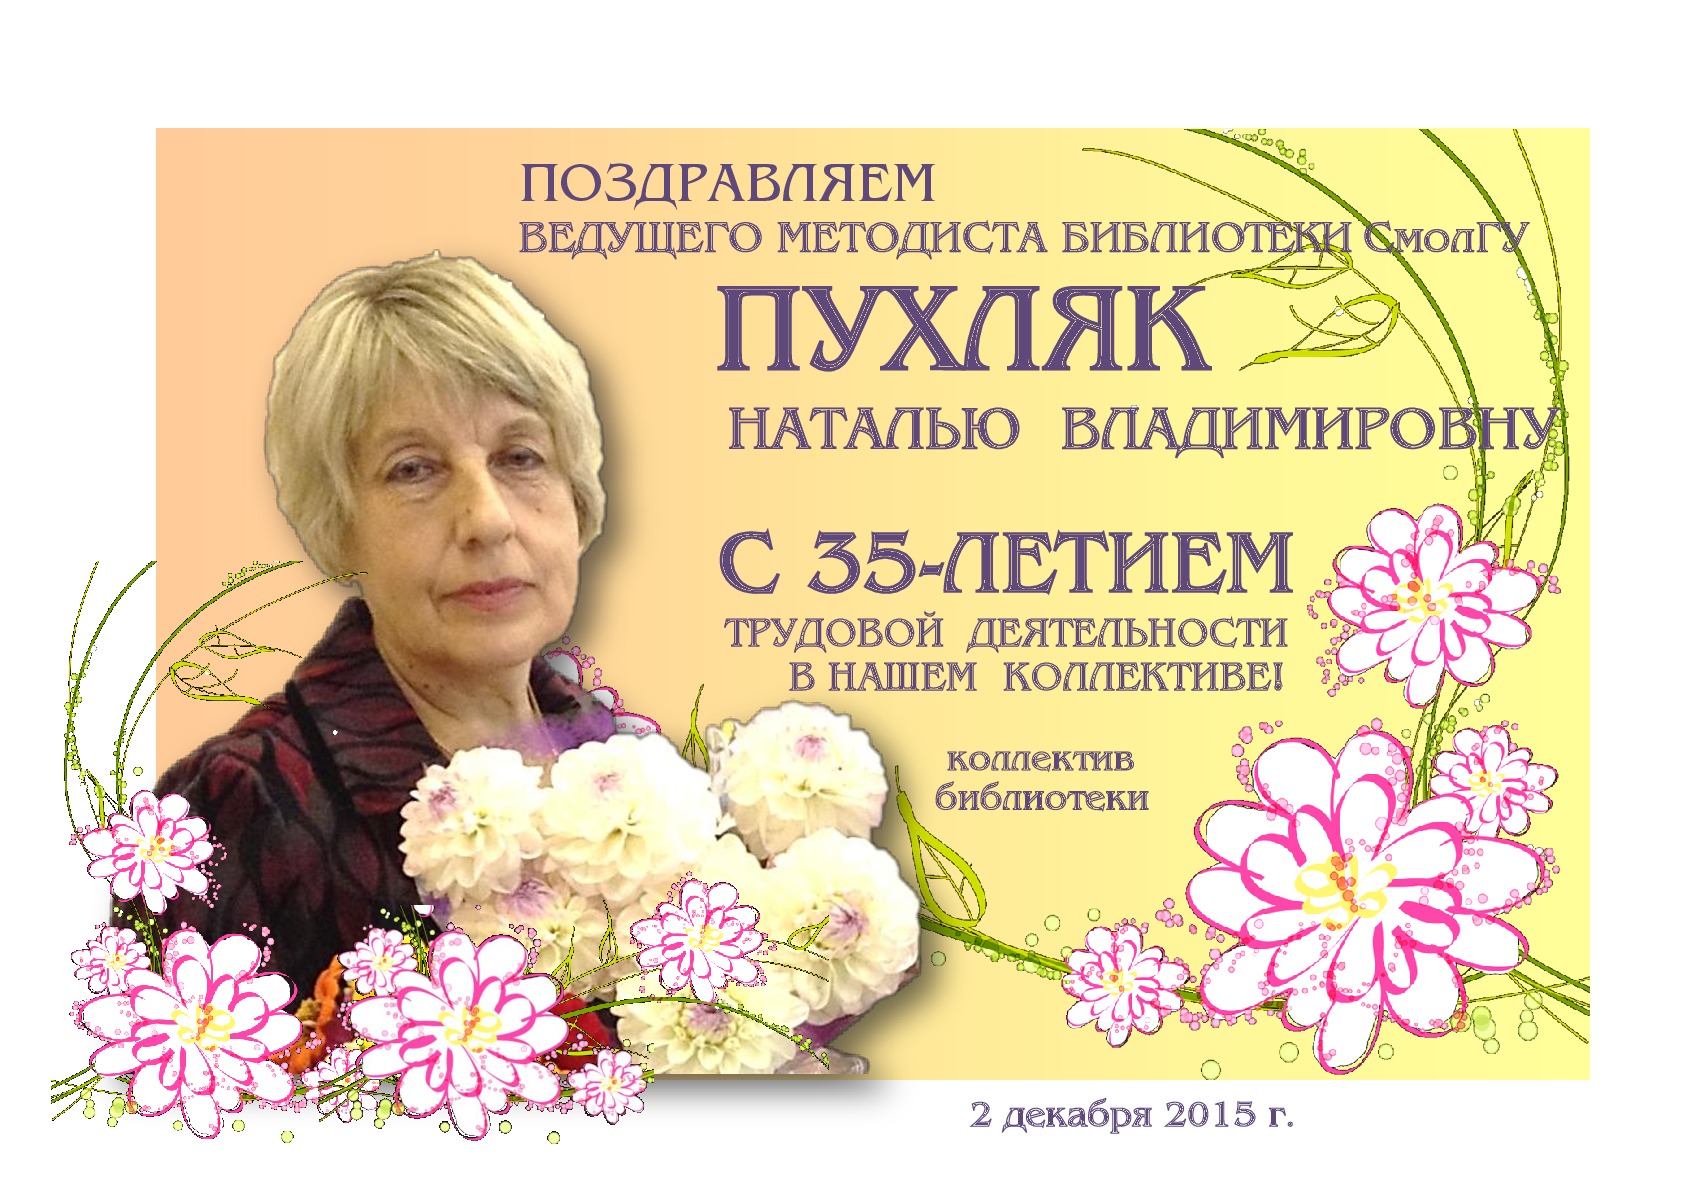 ПОЗДРАВЛЯЕМ
ВЕДУЩЕГО МЕТОДИСТА БИБЛИОТЕКИ СмолГУ
ПУХЛЯК
НАТАЛЬЮ ВЛАДИМИРОВНУ
С 35-ЛЕТИЕМ
ТРУДОВОЙ ДЕЯТЕЛЬНОСТИ
В НАШЕМ КОЛЛЕКТИВЕ!
коллектив
библиотеки
2 декабря 2015 г.